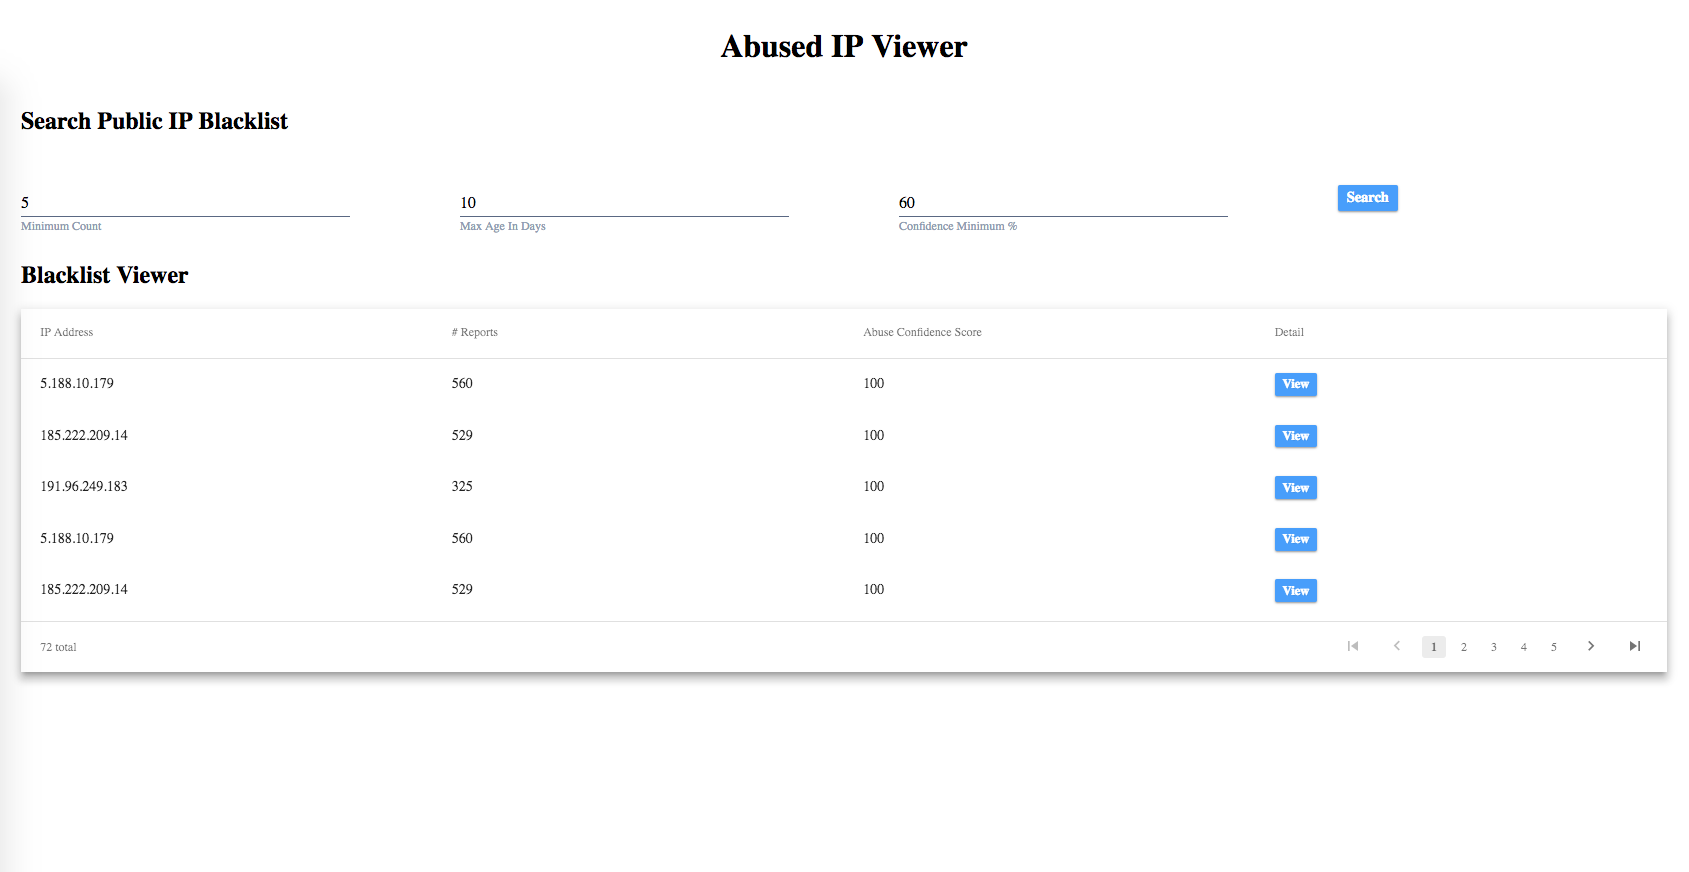 Abused IP Viewer
Search Public IP Blacklist
5 10 60 Search
Minimum Count Max Age In Days Confidence Minimum %
Blacklist Viewer
IP Address # Reports Abuse Confidence Score Detail
5.188.10.179 560 100 View
185.222.209.14 529 100 View
191.96.249.183 325 100 View
5.188.10.179 560 100 View
185.222.209.14 529 100 View
72 total 1 2 3 4 5